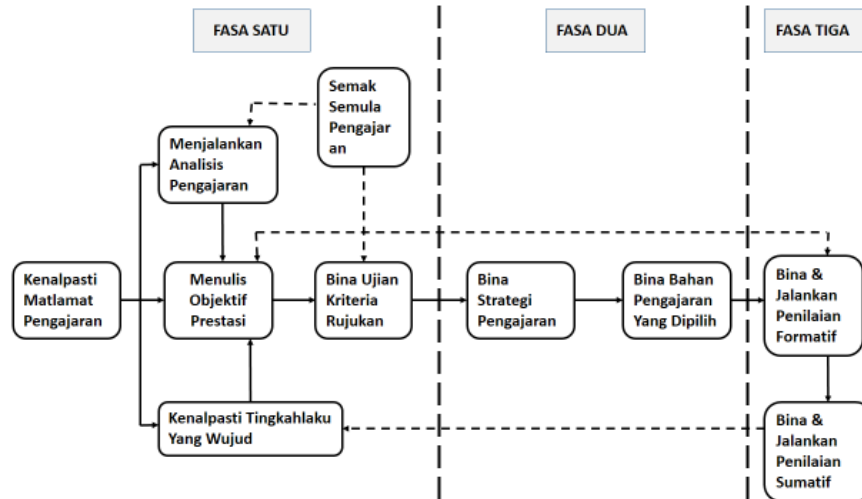 FASA SATU
FASA DUA
FASA TIGA
Semak
Semula
Pengajar
an
Menjalankan
Analisis
Pengajaran
Kenalpasti
Matlamat
Pengajaran
Menulis
Objektif
Prestasi
Bina Ujian
Kriteria
Rujukan
Bina
Strategi
Pengajaran
Bina Bahan
Pengajaran
Yang Dipilih
Bina &
Jalankan
Penilaian
Formatif
Kenalpasti Tingkahlaku
Yang Wujud
Bina &
Jalankan
Penilaian
Sumatif